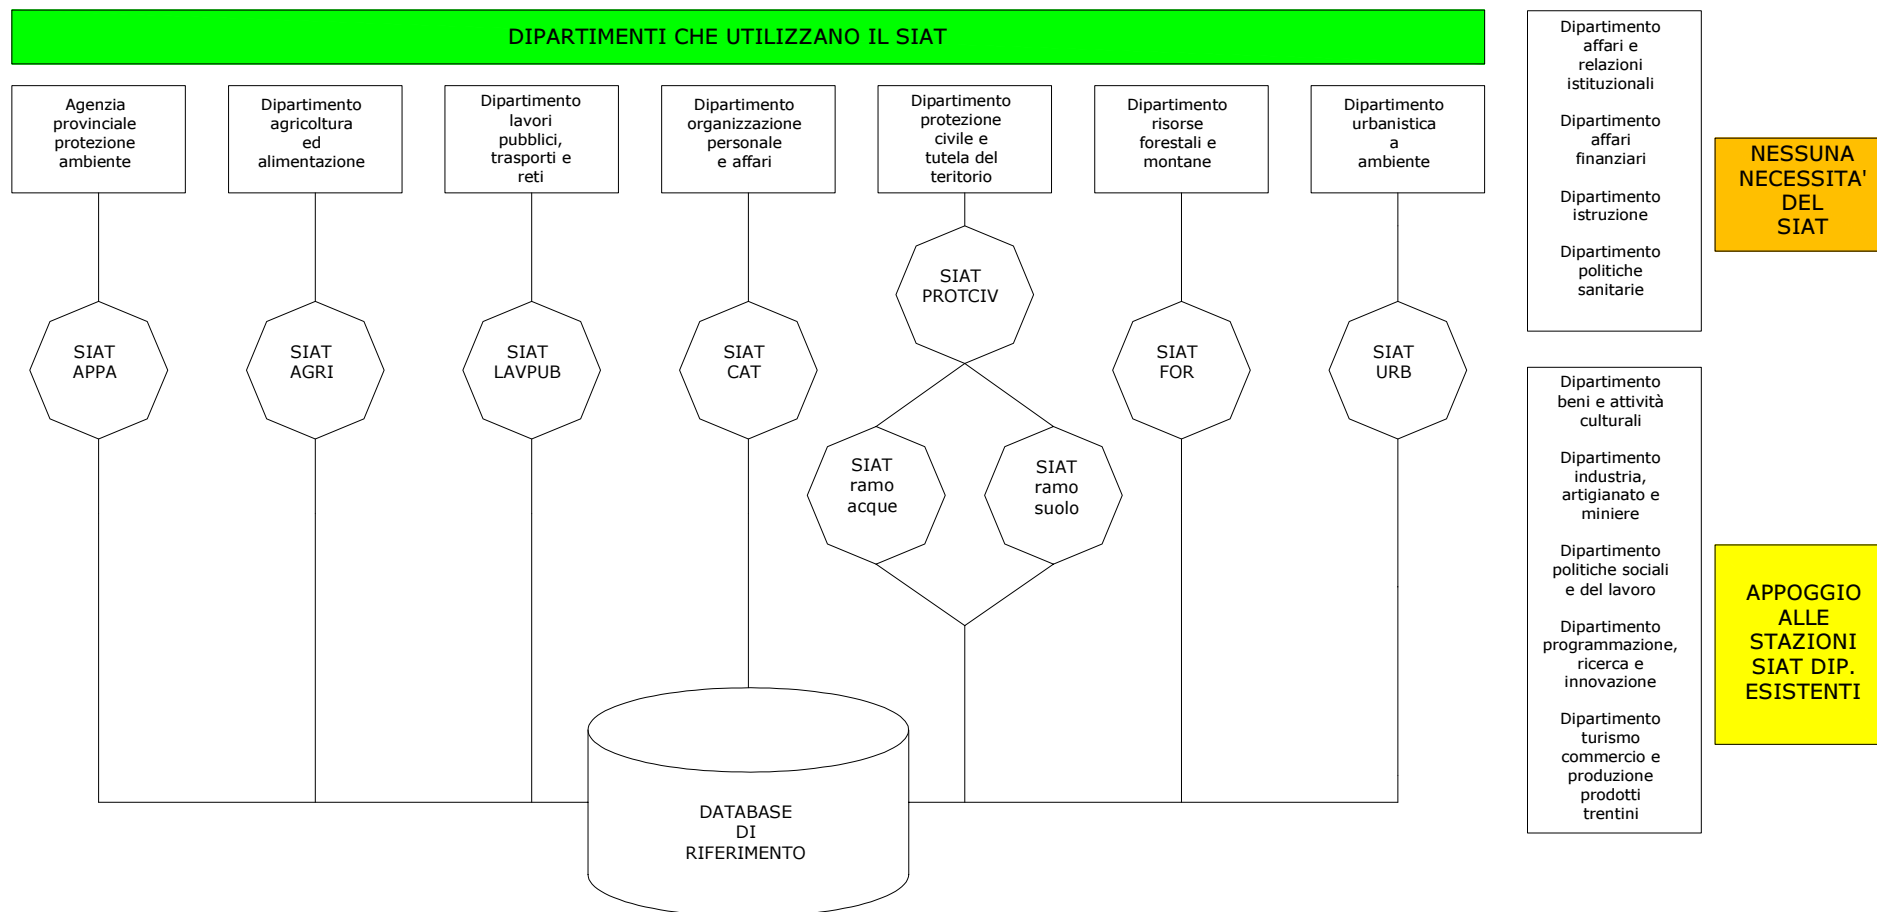 DIPARTIMENTI CHE UTILIZZANO IL SIAT
Agenzia
provinciale
protezione
ambiente
Dipartimento
agricoltura
ed
alimentazione
Dipartimento
lavori
pubblici,
trasporti e
reti
Dipartimento
organizzazione
personale
e affari
Dipartimento
protezione
civile e
tutela del
teritorio
Dipartimento
risorse
forestali e
montane
Dipartimento
urbanistica
a
ambiente
SIAT
APPA
SIAT
AGRI
SIAT
LAVPUB
SIAT
CAT
SIAT
PROTCIV
SIAT
ramo
acque
SIAT
ramo
suolo
SIAT
FOR
SIAT
URB
DATABASE
DI
RIFERIMENTO
Dipartimento
affari e
relazioni
istituzionali
Dipartimento
affari
finanziari
Dipartimento
istruzione
Dipartimento
politiche
sanitarie
NESSUNA
NECESSITA'
DEL
SIAT
Dipartimento
beni e attività
culturali
Dipartimento
industria,
artigianato e
miniere
Dipartimento
politiche sociali
e del lavoro
Dipartimento
programmazione,
ricerca e
innovazione
Dipartimento
turismo
commercio e
produzione
prodotti
trentini
APPOGGIO
ALLE
STAZIONI
SIAT DIP.
ESISTENTI